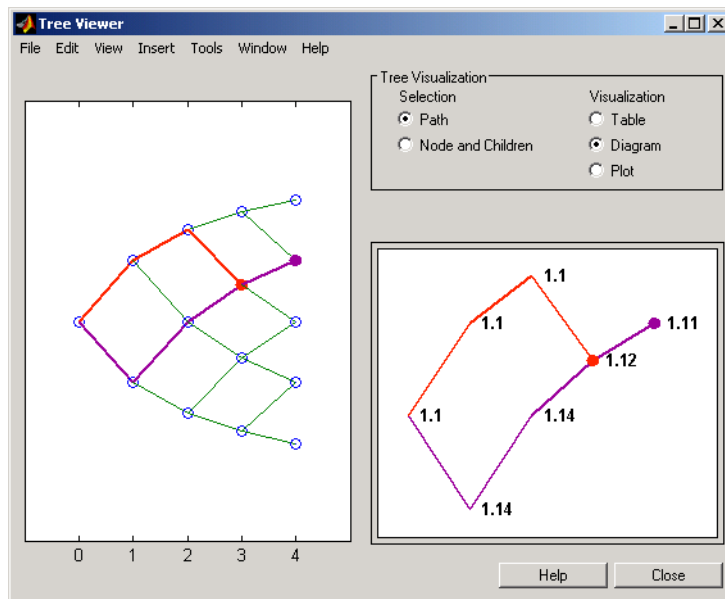 Tree Viewer
File Edit View Insert Tools Window Help
Tree Visualization
Selection Visualization
Path Table
Node and Children Diagram
Plot
1.1
1.1 1.11
1.12
1.1 1.14
1.14
0 1 2 3 4
Help Close